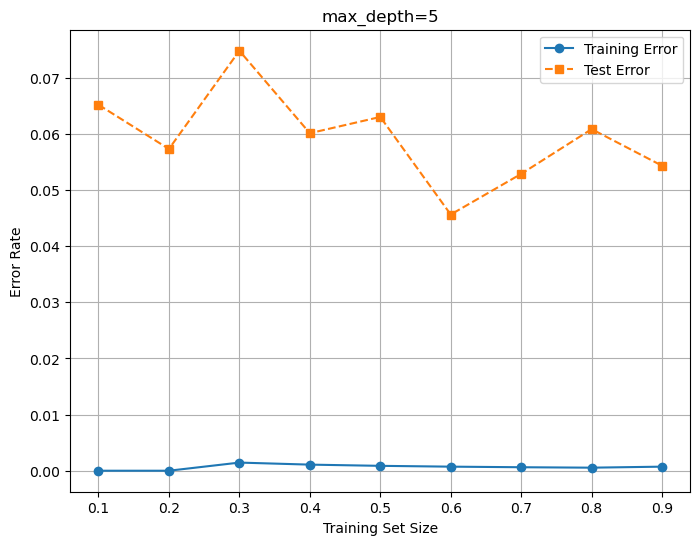 max_depth=5
Training Error
Test Error
Error Rate
0.07
0.06
0.05
0.04
0.03
0.02
0.01
0.00
0.1 0.2 0.3 0.4 0.5 0.6 0.7 0.8 0.9
Training Set Size